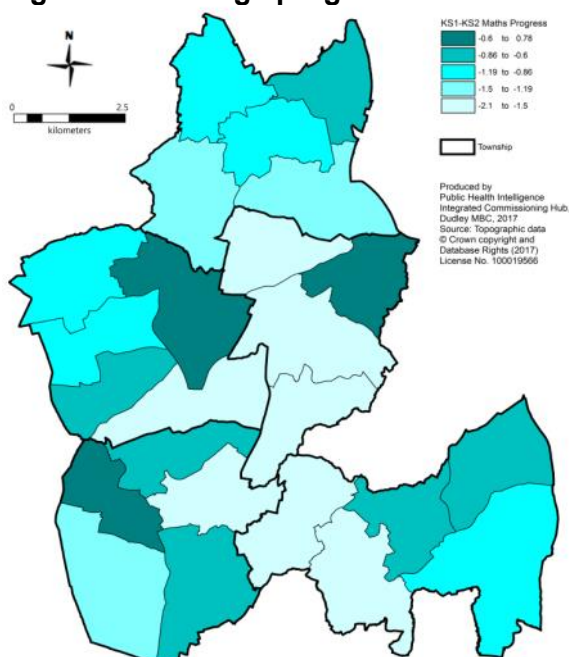 KS1-KS2 Maths Progress
-0.6 to 0.78
-0.86 to -0.6
-1.19 to -0.86
-1.5 to -1.19
-2.1 to -1.5
Township
N
0 2.5
kilometers
Produced by
Public Health Intelligence
Integrated Commissioning Hub,
Dudley MBC, 2017
Source: Topographic data
© Crown copyright and
Database Rights (2017)
License No. 100019566